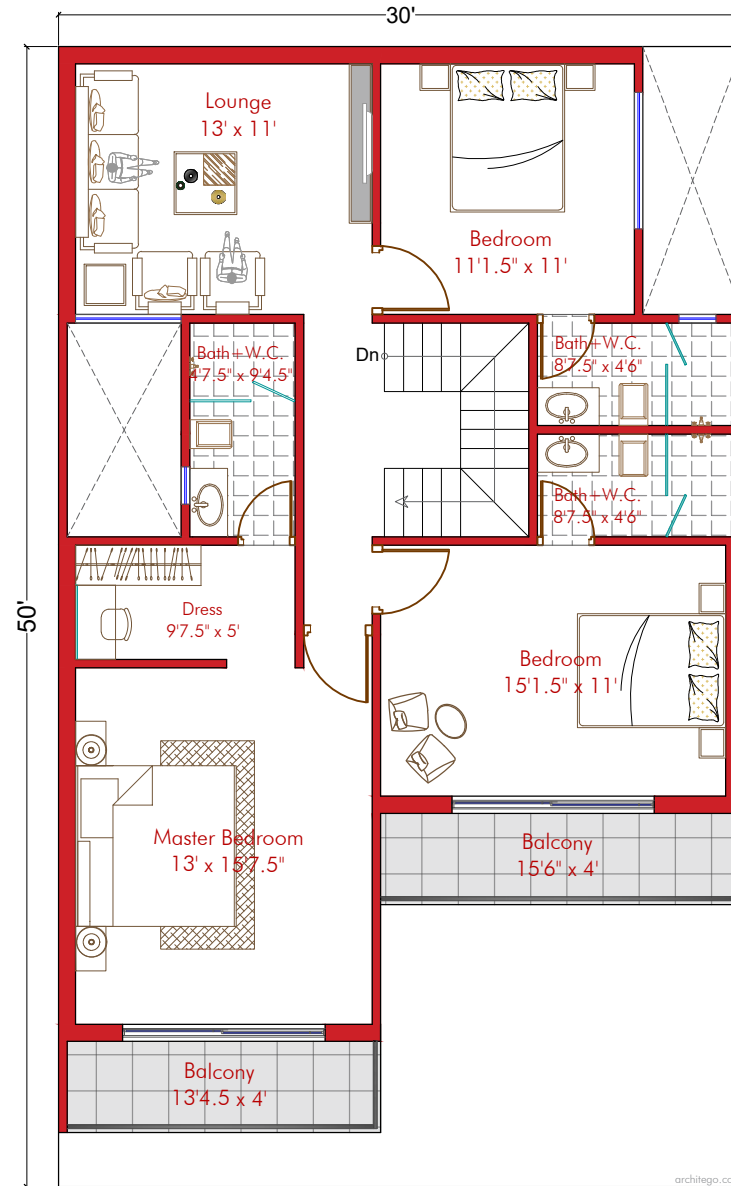 30'
50'
Lounge
13' x 11'
Bedroom
11'1.5" x 11'
Bath+W.C.
4'7.5" x 9'4.5"
Dn
Bath+W.C.
8'7.5" x 4'6"
Bath+W.C.
8'7.5" x 4'6"
Dress
9'7.5" x 5'
Bedroom
15'1.5" x 11'
Master Bedroom
13' x 15'7.5"
Balcony
15'6" x 4'
Balcony
13'4.5 x 4'
architego.co